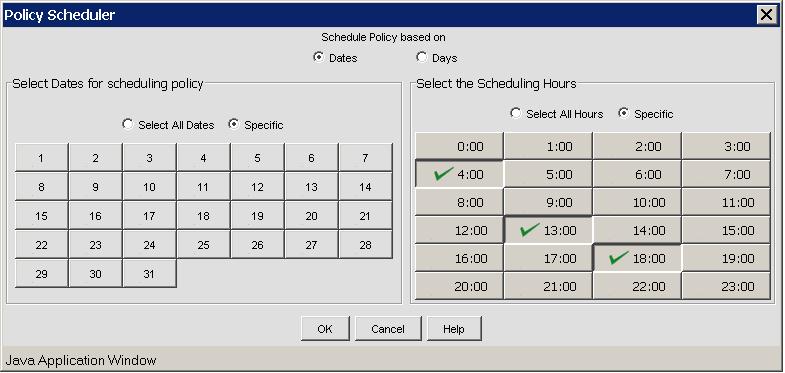 Policy Scheduler
Schedule Policy based on
Dates Days
Select Dates for scheduling policy
Select All Dates Specific
1 2 3 4 5 6 7
8 9 10 11 12 13 14
15 16 17 18 19 20 21
22 23 24 25 26 27 28
29 30 31
Select the Scheduling Hours
Select All Hours Specific
0:00 1:00 2:00 3:00
4:00 5:00 6:00 7:00
8:00 9:00 10:00 11:00
12:00 13:00 14:00 15:00
16:00 17:00 18:00 19:00
20:00 21:00 22:00 23:00
OK Cancel Help
Java Application Window